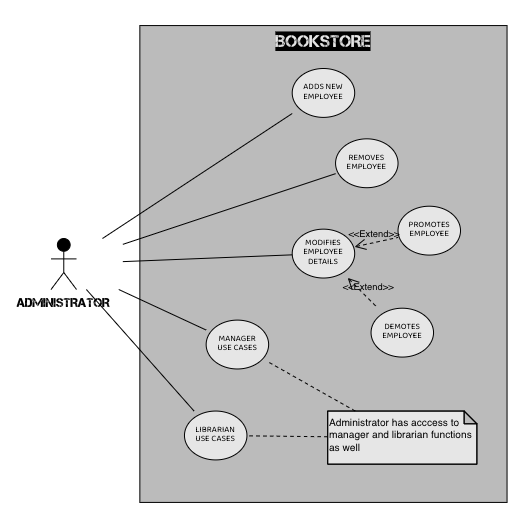 BOOKSTORE
ADDS NEW
EMPLOYEE
REMOVES
EMPLOYEE
<<Extend>>
PROMOTES
EMPLOYEE
MODIFIES
EMPLOYEE
DETAILS
<<Extend>>
ADMINISTRATOR
DEMOTES
EMPLOYEE
MANAGER
USE CASES
LIBRARIAN
USE CASES
Administrator has acccess to
manager and librarian functions
as well